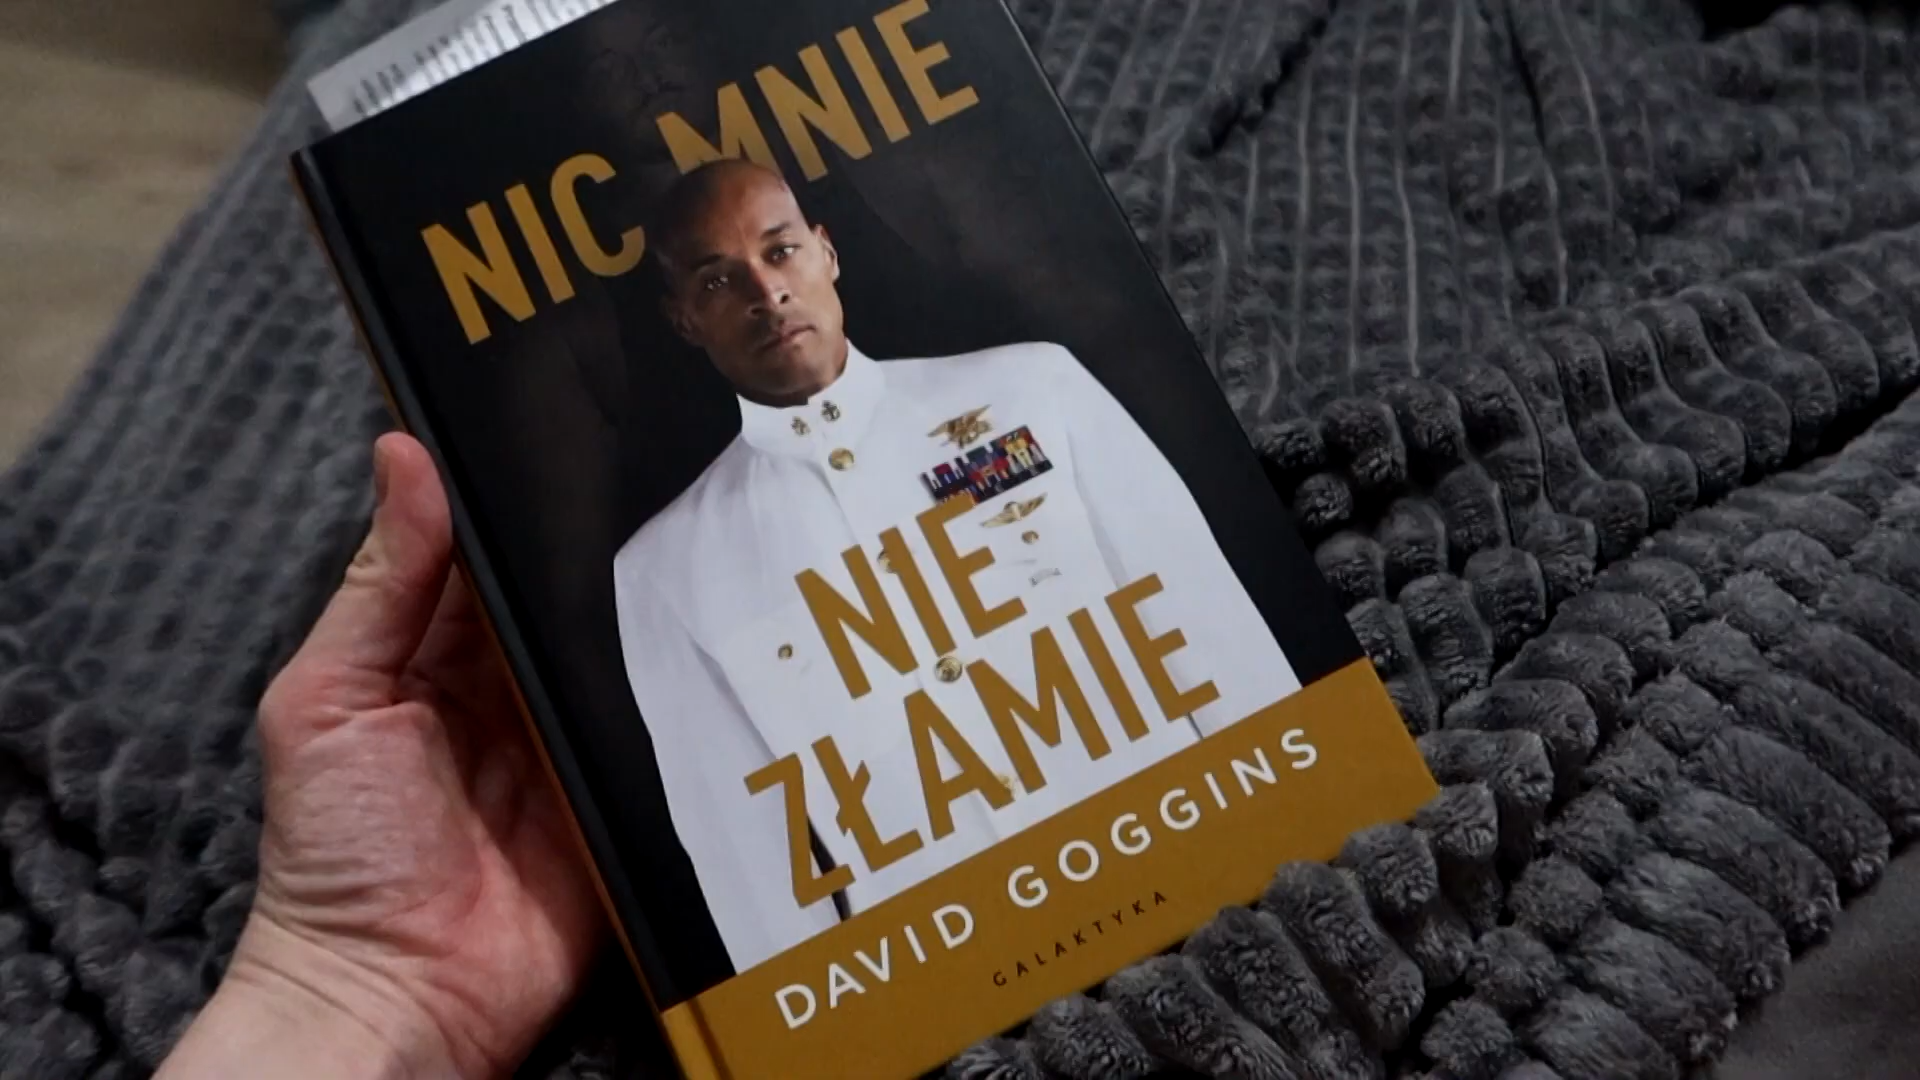 NIC MNIE
NIE
ZŁAMIE
DAVID GOGGINS
GALAKTYKA